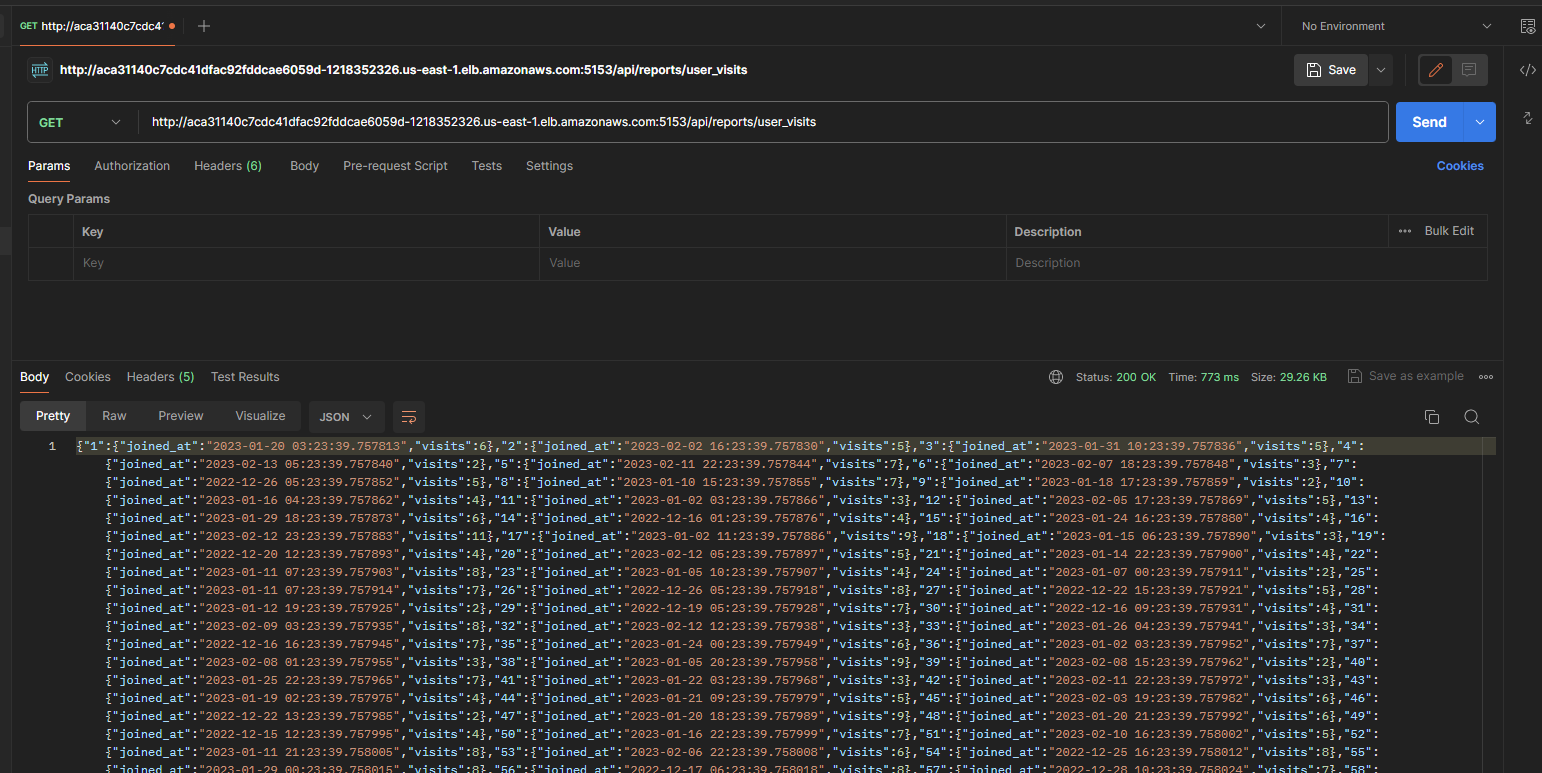 GET http://aca31140c7cdc4
No Environment
HTTP http://aca31140c7cdc41dfac92fddcae6059d-1218352326.us-east-1.elb.amazonaws.com:5153/api/reports/user_visits
Save
GET http://aca31140c7cdc41dfac92fddcae6059d-1218352326.us-east-1.elb.amazonaws.com:5153/api/reports/user_visits
Send
Params Authorization Headers (6) Body Pre-request Script Tests Settings Cookies
Query Params
Key Value Description Bulk Edit
Key Value Description
Body Cookies Headers (5) Test Results Status: 200 OK Time: 773 ms Size: 29.26 KB Save as example
Pretty Raw Preview Visualize JSON
1 {"1":{"joined_at":"2023-01-20 03:23:39.757813","visits":6},"2":{"joined_at":"2023-02-02 16:23:39.757830","visits":5},"3":{"joined_at":"2023-01-31 10:23:39.757836","visits":5},"4":
{"joined_at":"2023-02-13 05:23:39.757840","visits":2},"5":{"joined_at":"2023-02-11 22:23:39.757844","visits":7},"6":{"joined_at":"2023-02-07 18:23:39.757848","visits":3},"7":
{"joined_at":"2022-12-26 05:23:39.757852","visits":5},"8":{"joined_at":"2023-01-10 15:23:39.757855","visits":7},"9":{"joined_at":"2023-01-18 17:23:39.757859","visits":2},"10":
{"joined_at":"2023-01-16 04:23:39.757862","visits":4},"11":{"joined_at":"2023-01-02 03:23:39.757866","visits":3},"12":{"joined_at":"2023-02-05 17:23:39.757869","visits":5},"13":
{"joined_at":"2023-01-29 18:23:39.757873","visits":6},"14":{"joined_at":"2022-12-16 01:23:39.757876","visits":4},"15":{"joined_at":"2023-01-24 16:23:39.757880","visits":4},"16":
{"joined_at":"2023-02-12 23:23:39.757883","visits":11},"17":{"joined_at":"2023-01-02 11:23:39.757886","visits":9},"18":{"joined_at":"2023-01-15 06:23:39.757890","visits":3},"19":
{"joined_at":"2022-12-20 12:23:39.757893","visits":4},"20":{"joined_at":"2023-02-12 05:23:39.757897","visits":5},"21":{"joined_at":"2023-01-14 22:23:39.757900","visits":4},"22":
{"joined_at":"2023-01-11 07:23:39.757903","visits":8},"23":{"joined_at":"2023-01-05 10:23:39.757907","visits":4},"24":{"joined_at":"2023-01-07 00:23:39.757911","visits":2},"25":
{"joined_at":"2023-01-11 07:23:39.757914","visits":7},"26":{"joined_at":"2022-12-26 05:23:39.757918","visits":8},"27":{"joined_at":"2022-12-22 15:23:39.757921","visits":5},"28":
{"joined_at":"2023-01-12 19:23:39.757925","visits":2},"29":{"joined_at":"2022-12-19 05:23:39.757928","visits":7},"30":{"joined_at":"2022-12-16 09:23:39.757931","visits":4},"31":
{"joined_at":"2023-02-09 03:23:39.757935","visits":8},"32":{"joined_at":"2022-12-12 12:23:39.757938","visits":3},"33":{"joined_at":"2023-01-26 04:23:39.757941","visits":3},"34":
{"joined_at":"2022-12-16 16:23:39.757945","visits":7},"35":{"joined_at":"2023-01-24 00:23:39.757949","visits":6},"36":{"joined_at":"2023-01-02 03:23:39.757952","visits":7},"37":
{"joined_at":"2023-02-08 01:23:39.757955","visits":3},"38":{"joined_at":"2023-01-05 20:23:39.757958","visits":9},"39":{"joined_at":"2023-02-08 15:23:39.757962","visits":2},"40":
{"joined_at":"2023-01-25 22:23:39.757965","visits":7},"41":{"joined_at":"2023-01-22 03:23:39.757968","visits":3},"42":{"joined_at":"2023-02-11 22:23:39.757972","visits":3},"43":
{"joined_at":"2023-01-19 02:23:39.757975","visits":4},"44":{"joined_at":"2023-01-21 09:23:39.757979","visits":5},"45":{"joined_at":"2023-02-03 19:23:39.757982","visits":6},"46":
{"joined_at":"2022-12-22 13:23:39.757985","visits":2},"47":{"joined_at":"2023-01-20 18:23:39.757989","visits":9},"48":{"joined_at":"2023-01-20 21:23:39.757992","visits":6},"49":
{"joined_at":"2022-12-15 12:23:39.757995","visits":4},"50":{"joined_at":"2023-01-16 22:23:39.757999","visits":7},"51":{"joined_at":"2023-02-10 16:23:39.758002","visits":5},"52":
{"joined_at":"2023-01-11 21:23:39.758005","visits":8},"53":{"joined_at":"2023-02-06 22:23:39.758008","visits":6},"54":{"joined_at":"2022-12-25 16:23:39.758012","visits":8},"55":
{"joined_at":"2023-01-29 00:23:39.758015","visits":8},"56":{"joined_at":"2022-12-17 06:23:39.758018","visits":8},"57":{"joined_at":"2022-12-28 10:23:39.758024","visits":7},"58":